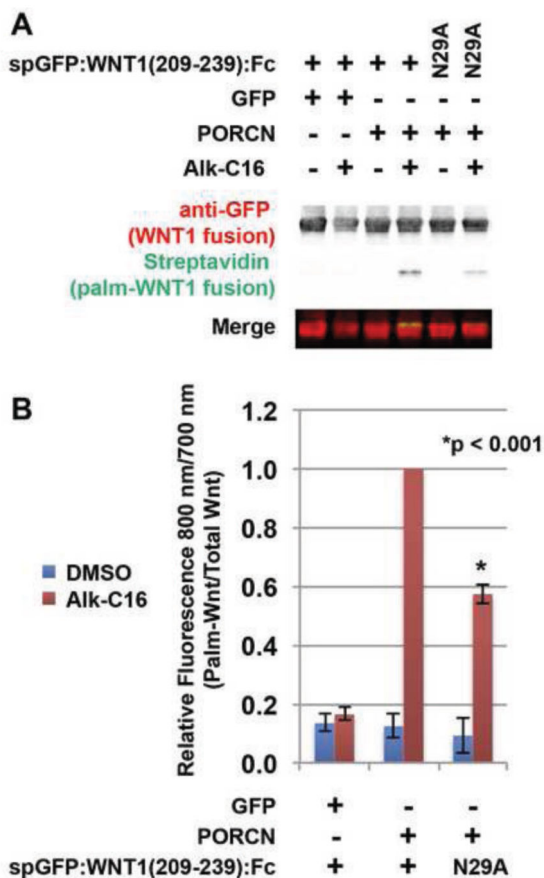 A
spGFP:WNT1(209-239):Fc + + + + N29A N29A
GFP + + - - - -
PORCN - - + + + +
Alk-C16 - + - + - +
anti-GFP
(WNT1 fusion)
Streptavidin
(palm-WNT1 fusion)
Merge
B
Relative Fluorescence 800 nm/700 nm
(Palm-Wnt/Total Wnt)
1.2
*p < 0.001
1.0
0.8
*
DMSO
0.6
Alk-C16
0.4
0.2
0.0
GFP + - -
PORCN - + +
spGFP:WNT1(209-239):Fc + + N29A